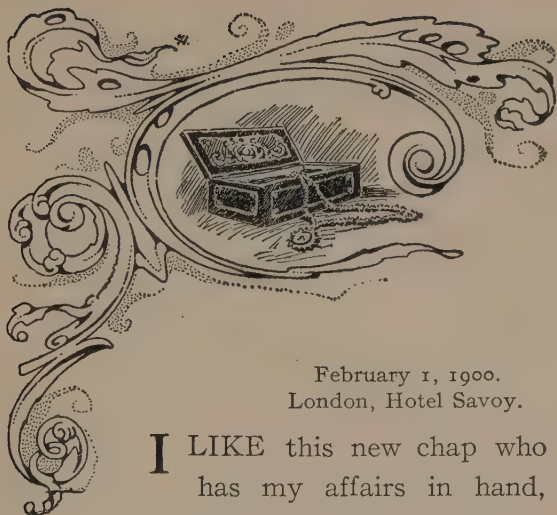 February 1, 1900.
London, Hotel Savoy.
I LIKE this new chap who
has my affairs in hand,